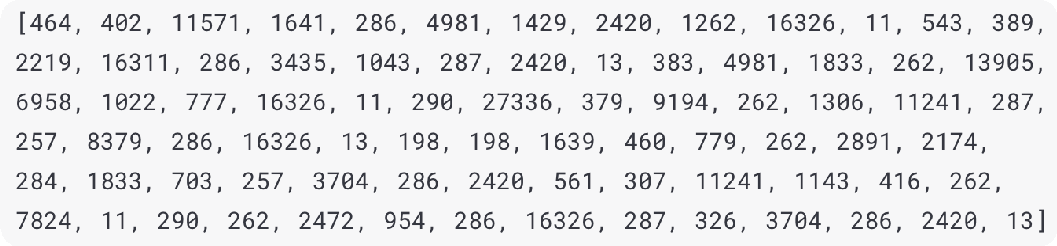 [464, 402, 11571, 1641, 286, 4981, 1429, 2420, 1262, 16326, 11, 543, 389,
2219, 16311, 286, 3435, 1043, 287, 2420, 13, 383, 4981, 1833, 262, 13905,
6958, 1022, 777, 16326, 11, 290, 27336, 379, 9194, 262, 1306, 11241, 287,
257, 8379, 286, 16326, 13, 198, 198, 1639, 460, 779, 262, 2891, 2174,
284, 1833, 703, 257, 3704, 286, 2420, 561, 307, 11241, 1143, 416, 262,
7824, 11, 290, 262, 2472, 954, 286, 16326, 287, 326, 3704, 286, 2420, 13]